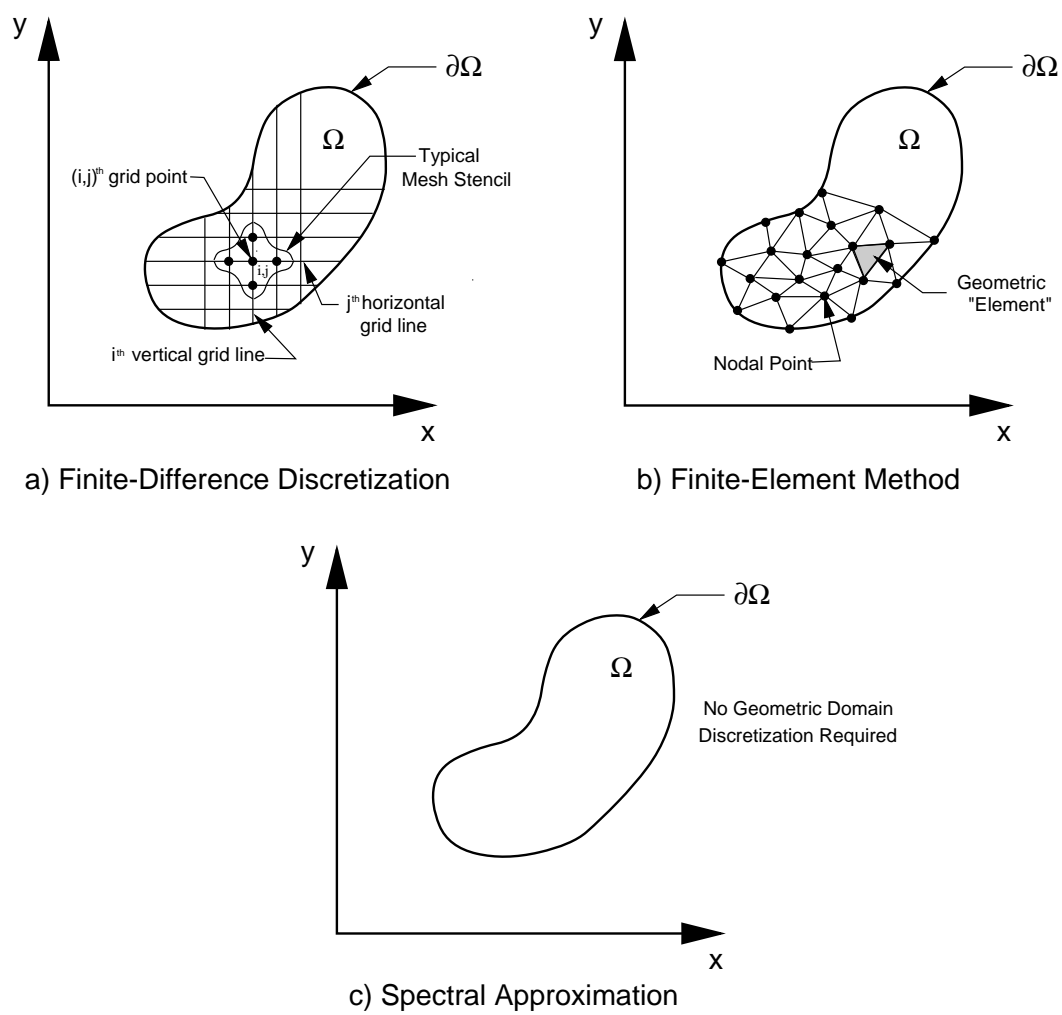 y
∂Ω
Ω
(i,j)th grid point
Typical
Mesh Stencil
i,j
jth horizontal
grid line
ith vertical grid line
x
a) Finite-Difference Discretization
y
∂Ω
Ω
Geometric
"Element"
Nodal Point
x
b) Finite-Element Method
y
∂Ω
Ω
No Geometric Domain
Discretization Required
x
c) Spectral Approximation